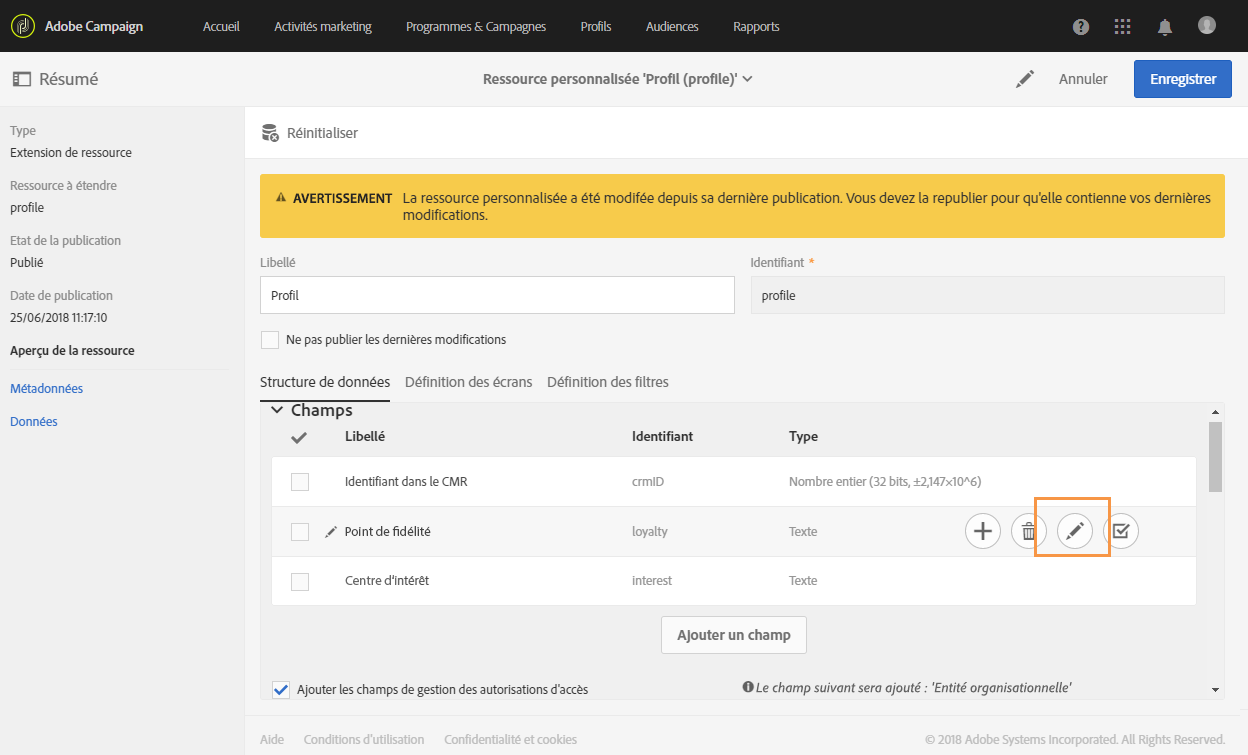 Adobe Campaign Accueil Activités marketing Programmes & Campagnes Profils Audiences Rapports
Résumé
Ressource personnalisée 'Profil (profile)'
Annuler
Enregistrer
Type
Extension de ressource
Ressource à étendre
profile
Etat de la publication
Publié
Date de publication
25/06/2018 11:17:10
Aperçu de la ressource
Métadonnées
Données
Réinitialiser
AVERTISSEMENT La ressource personnalisée a été modifée depuis sa dernière publication. Vous devez la republier pour qu'elle contienne vos dernières
modifications.
Libellé Identifiant *
Profil profile
Ne pas publier les dernières modifications
Structure de données Définition des écrans Définition des filtres
Champs
Libellé Identifiant Type
Identifiant dans le CMR crmID Nombre entier (32 bits, ±2,147×10^6)
Point de fidélité loyalty Texte
Centre d'intérêt interest Texte
Ajouter un champ
Ajouter les champs de gestion des autorisations d'accès Le champ suivant sera ajouté : 'Entité organisationnelle'
Aide Conditions d'utilisation Confidentialité et cookies © 2018 Adobe Systems Incorporated. All Rights Reserved.